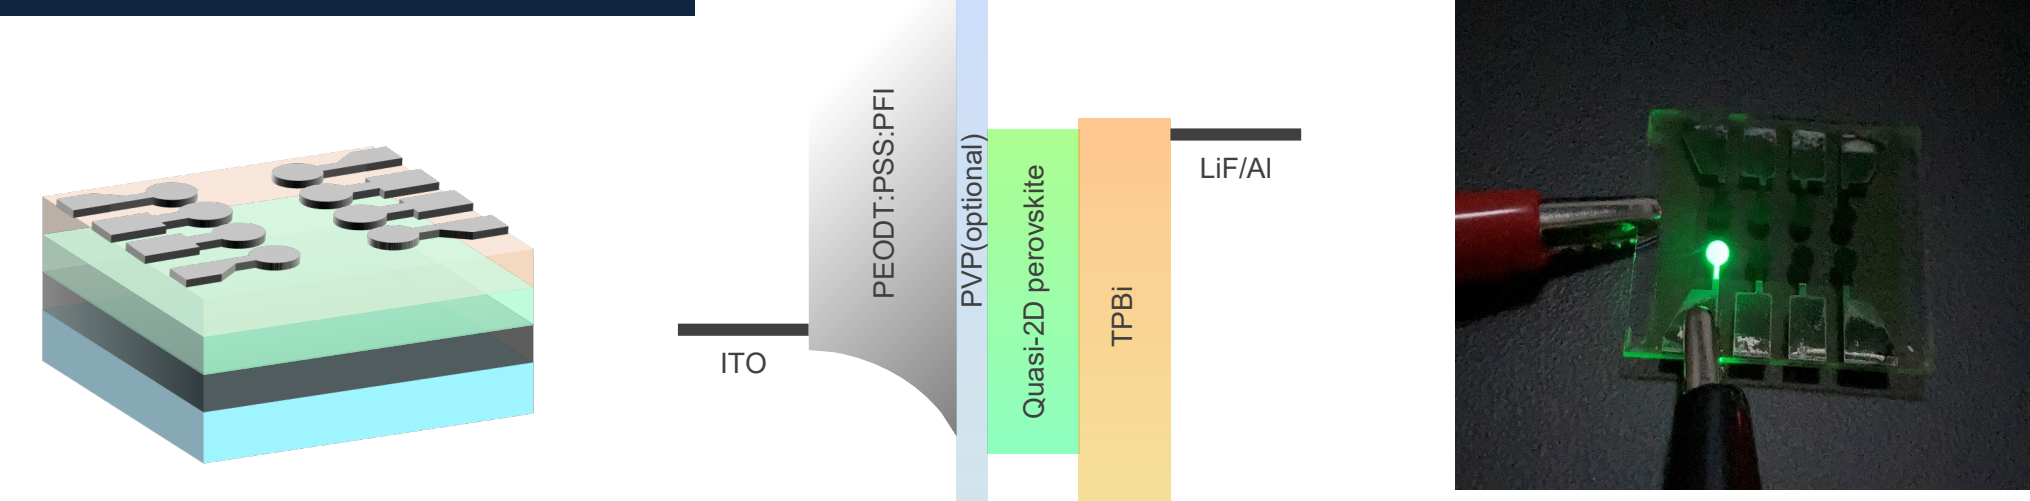 ITO
PEODT:PSS:PFI
PVP(optional)
Quasi-2D perovskite
TPBi
LiF/Al